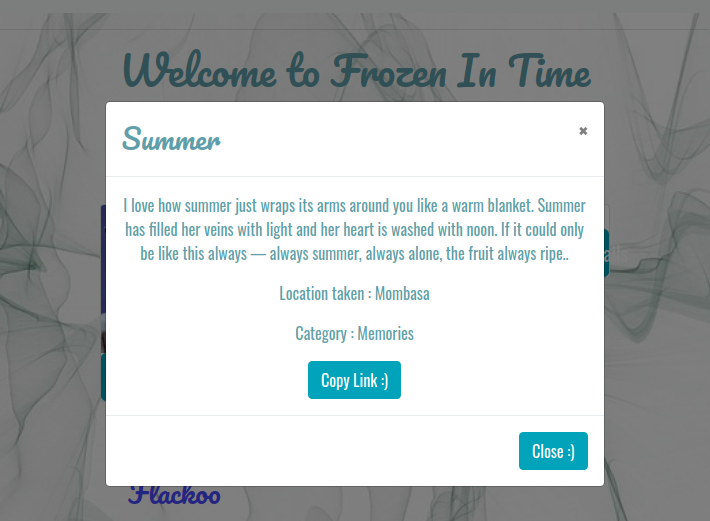 Welcome to Frozen In Time
Summer
×
I love how summer just wraps its arms around you like a warm blanket. Summer
has filled her veins with light and her heart is washed with noon. If it could only
be like this always — always summer, always alone, the fruit always ripe..
Location taken : Mombasa
Category : Memories
Copy Link :)
Close :)
Flackoo